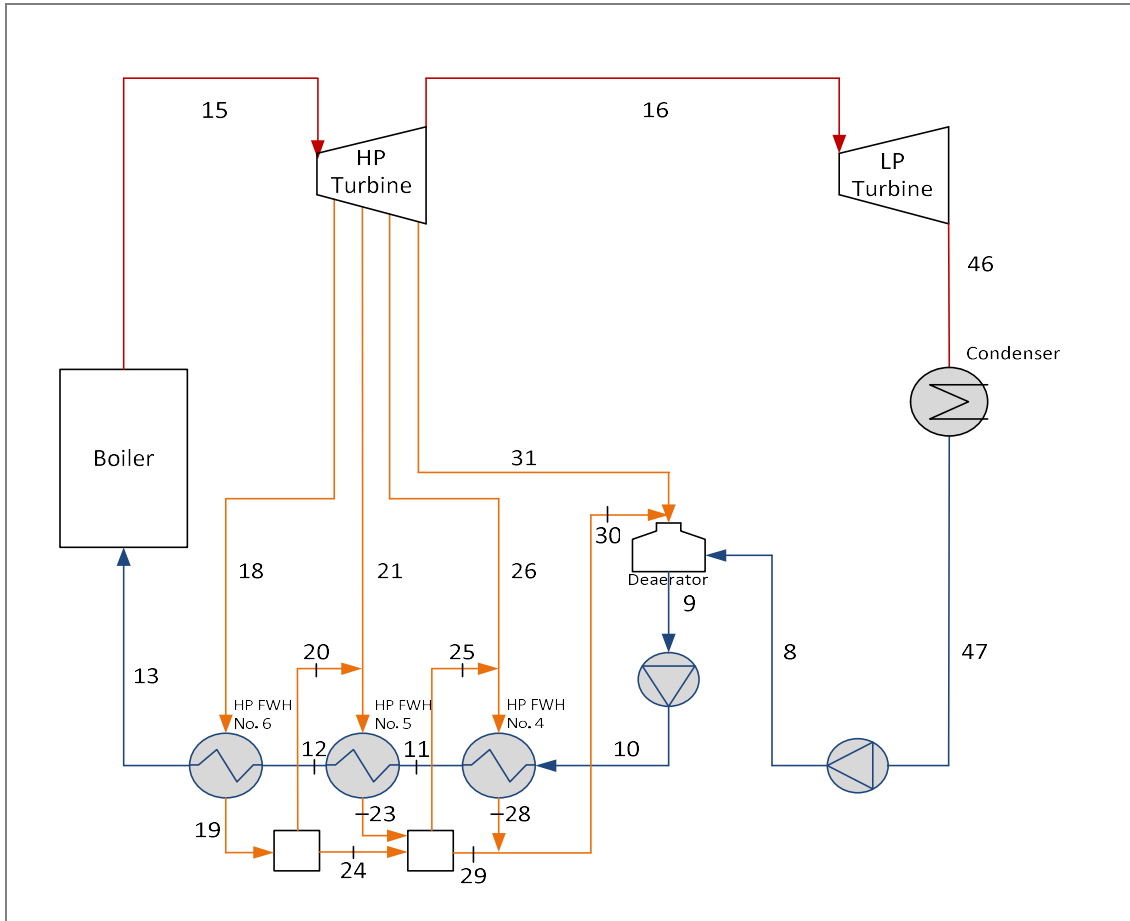 15
16
HP
Turbine
LP
Turbine
46
Condenser
Boiler
31
30
18
21
26
Deaerator
9
20
25
8
47
13
HP FWH
No. 6
HP FWH
No. 5
HP FWH
No. 4
12
11
10
23
28
19
24
29